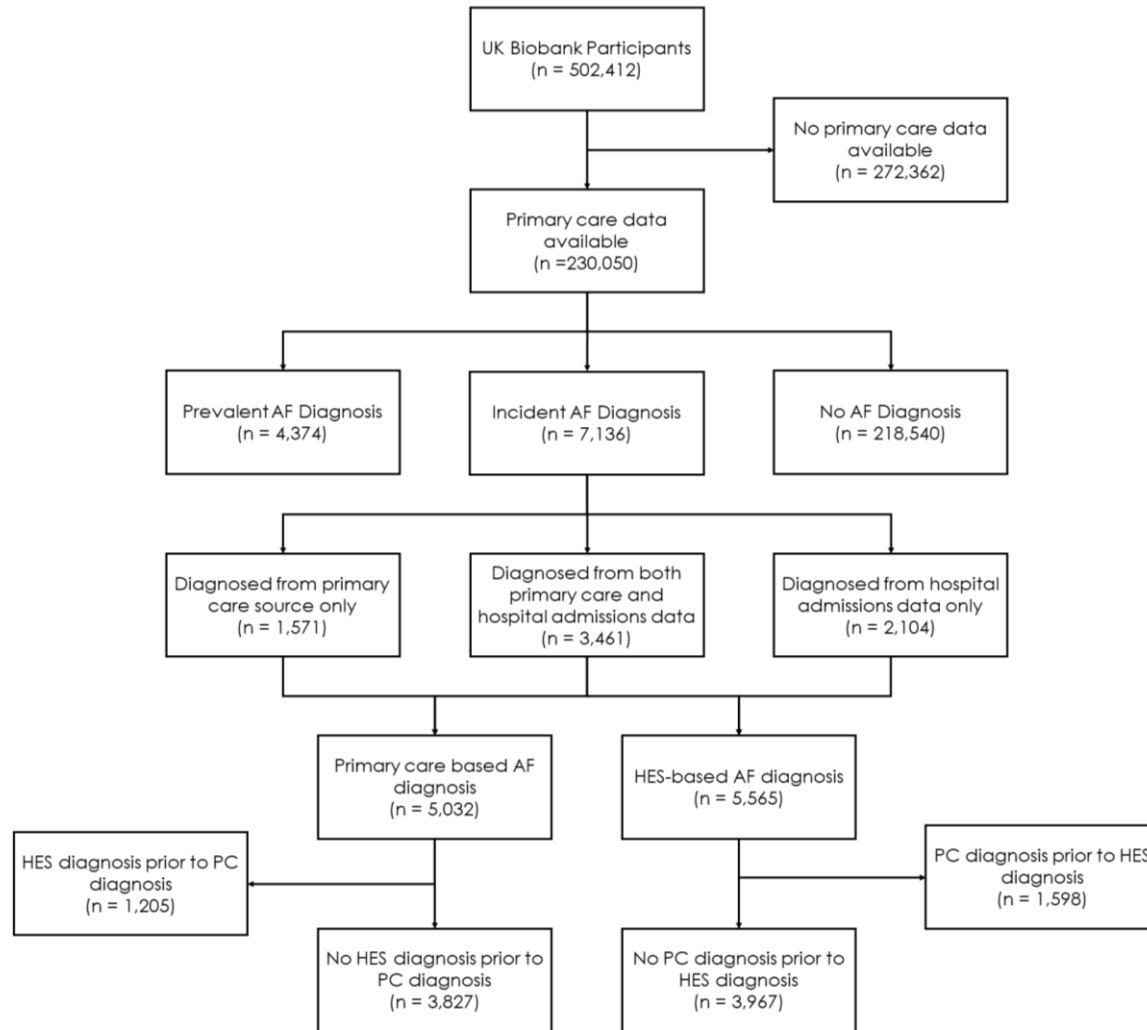 UK Biobank Participants
(n = 502,412)
No primary care data
available
(n = 272,362)
Primary care data
available
(n =230,050)
Prevalent AF Diagnosis
(n = 4,374)
Incident AF Diagnosis
(n = 7,136)
No AF Diagnosis
(n = 218,540)
Diagnosed from primary
care source only
(n = 1,571)
Diagnosed from both
primary care and
hospital admissions data
(n = 3,461)
Diagnosed from hospital
admissions data only
(n = 2,104)
Primary care based AF
diagnosis
(n = 5,032)
HES-based AF diagnosis
(n = 5,565)
HES diagnosis prior to PC
diagnosis
(n = 1,205)
PC diagnosis prior to HES
diagnosis
(n = 1,598)
No HES diagnosis prior to
PC diagnosis
(n = 3,827)
No PC diagnosis prior to
HES diagnosis
(n = 3,967)